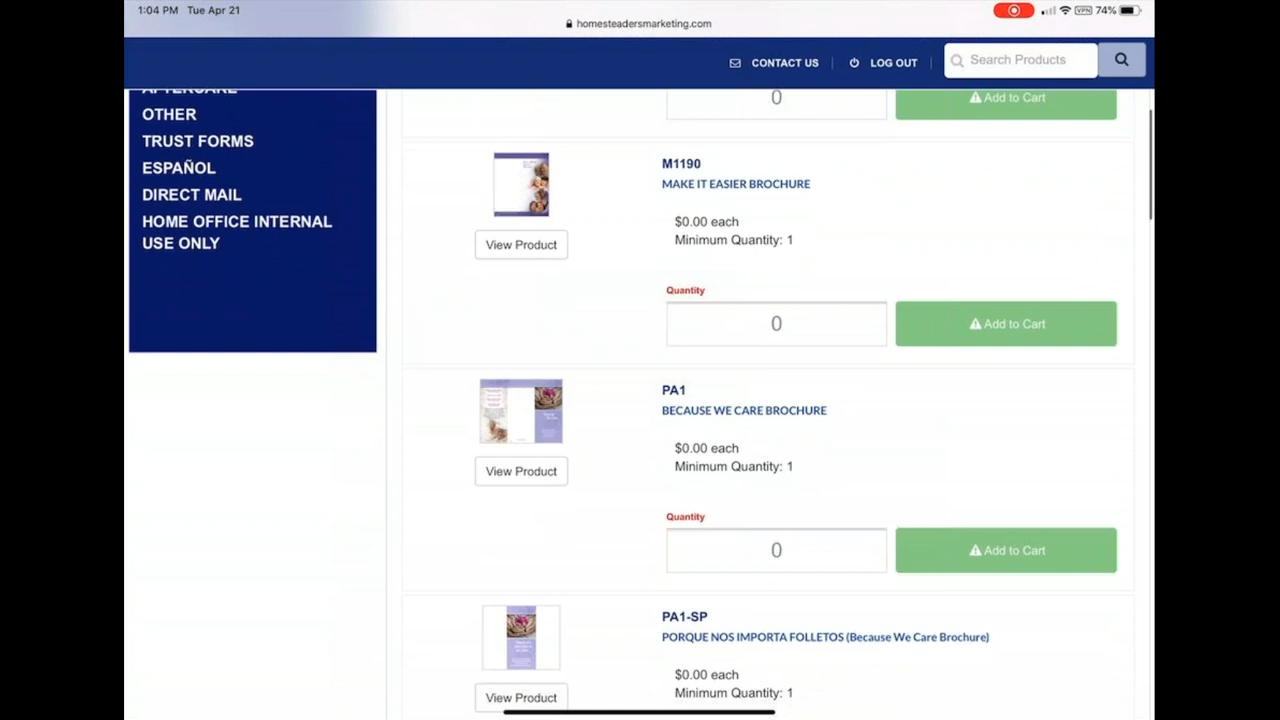 1:04 PM Tue Apr 21
74%
VPN
homesteadersmarketing.com
CONTACT US
LOG OUT
Search Products
AFTERCARE
OTHER
TRUST FORMS
ESPAÑOL
DIRECT MAIL
HOME OFFICE INTERNAL
USE ONLY
0
Add to Cart
M1190
MAKE IT EASIER BROCHURE
$0.00 each
Minimum Quantity: 1
View Product
Quantity
0
Add to Cart
PA1
BECAUSE WE CARE BROCHURE
$0.00 each
Minimum Quantity: 1
View Product
Quantity
0
Add to Cart
PA1-SP
PORQUE NOS IMPORTA FOLLETOS (Because We Care Brochure)
$0.00 each
Minimum Quantity: 1
View Product